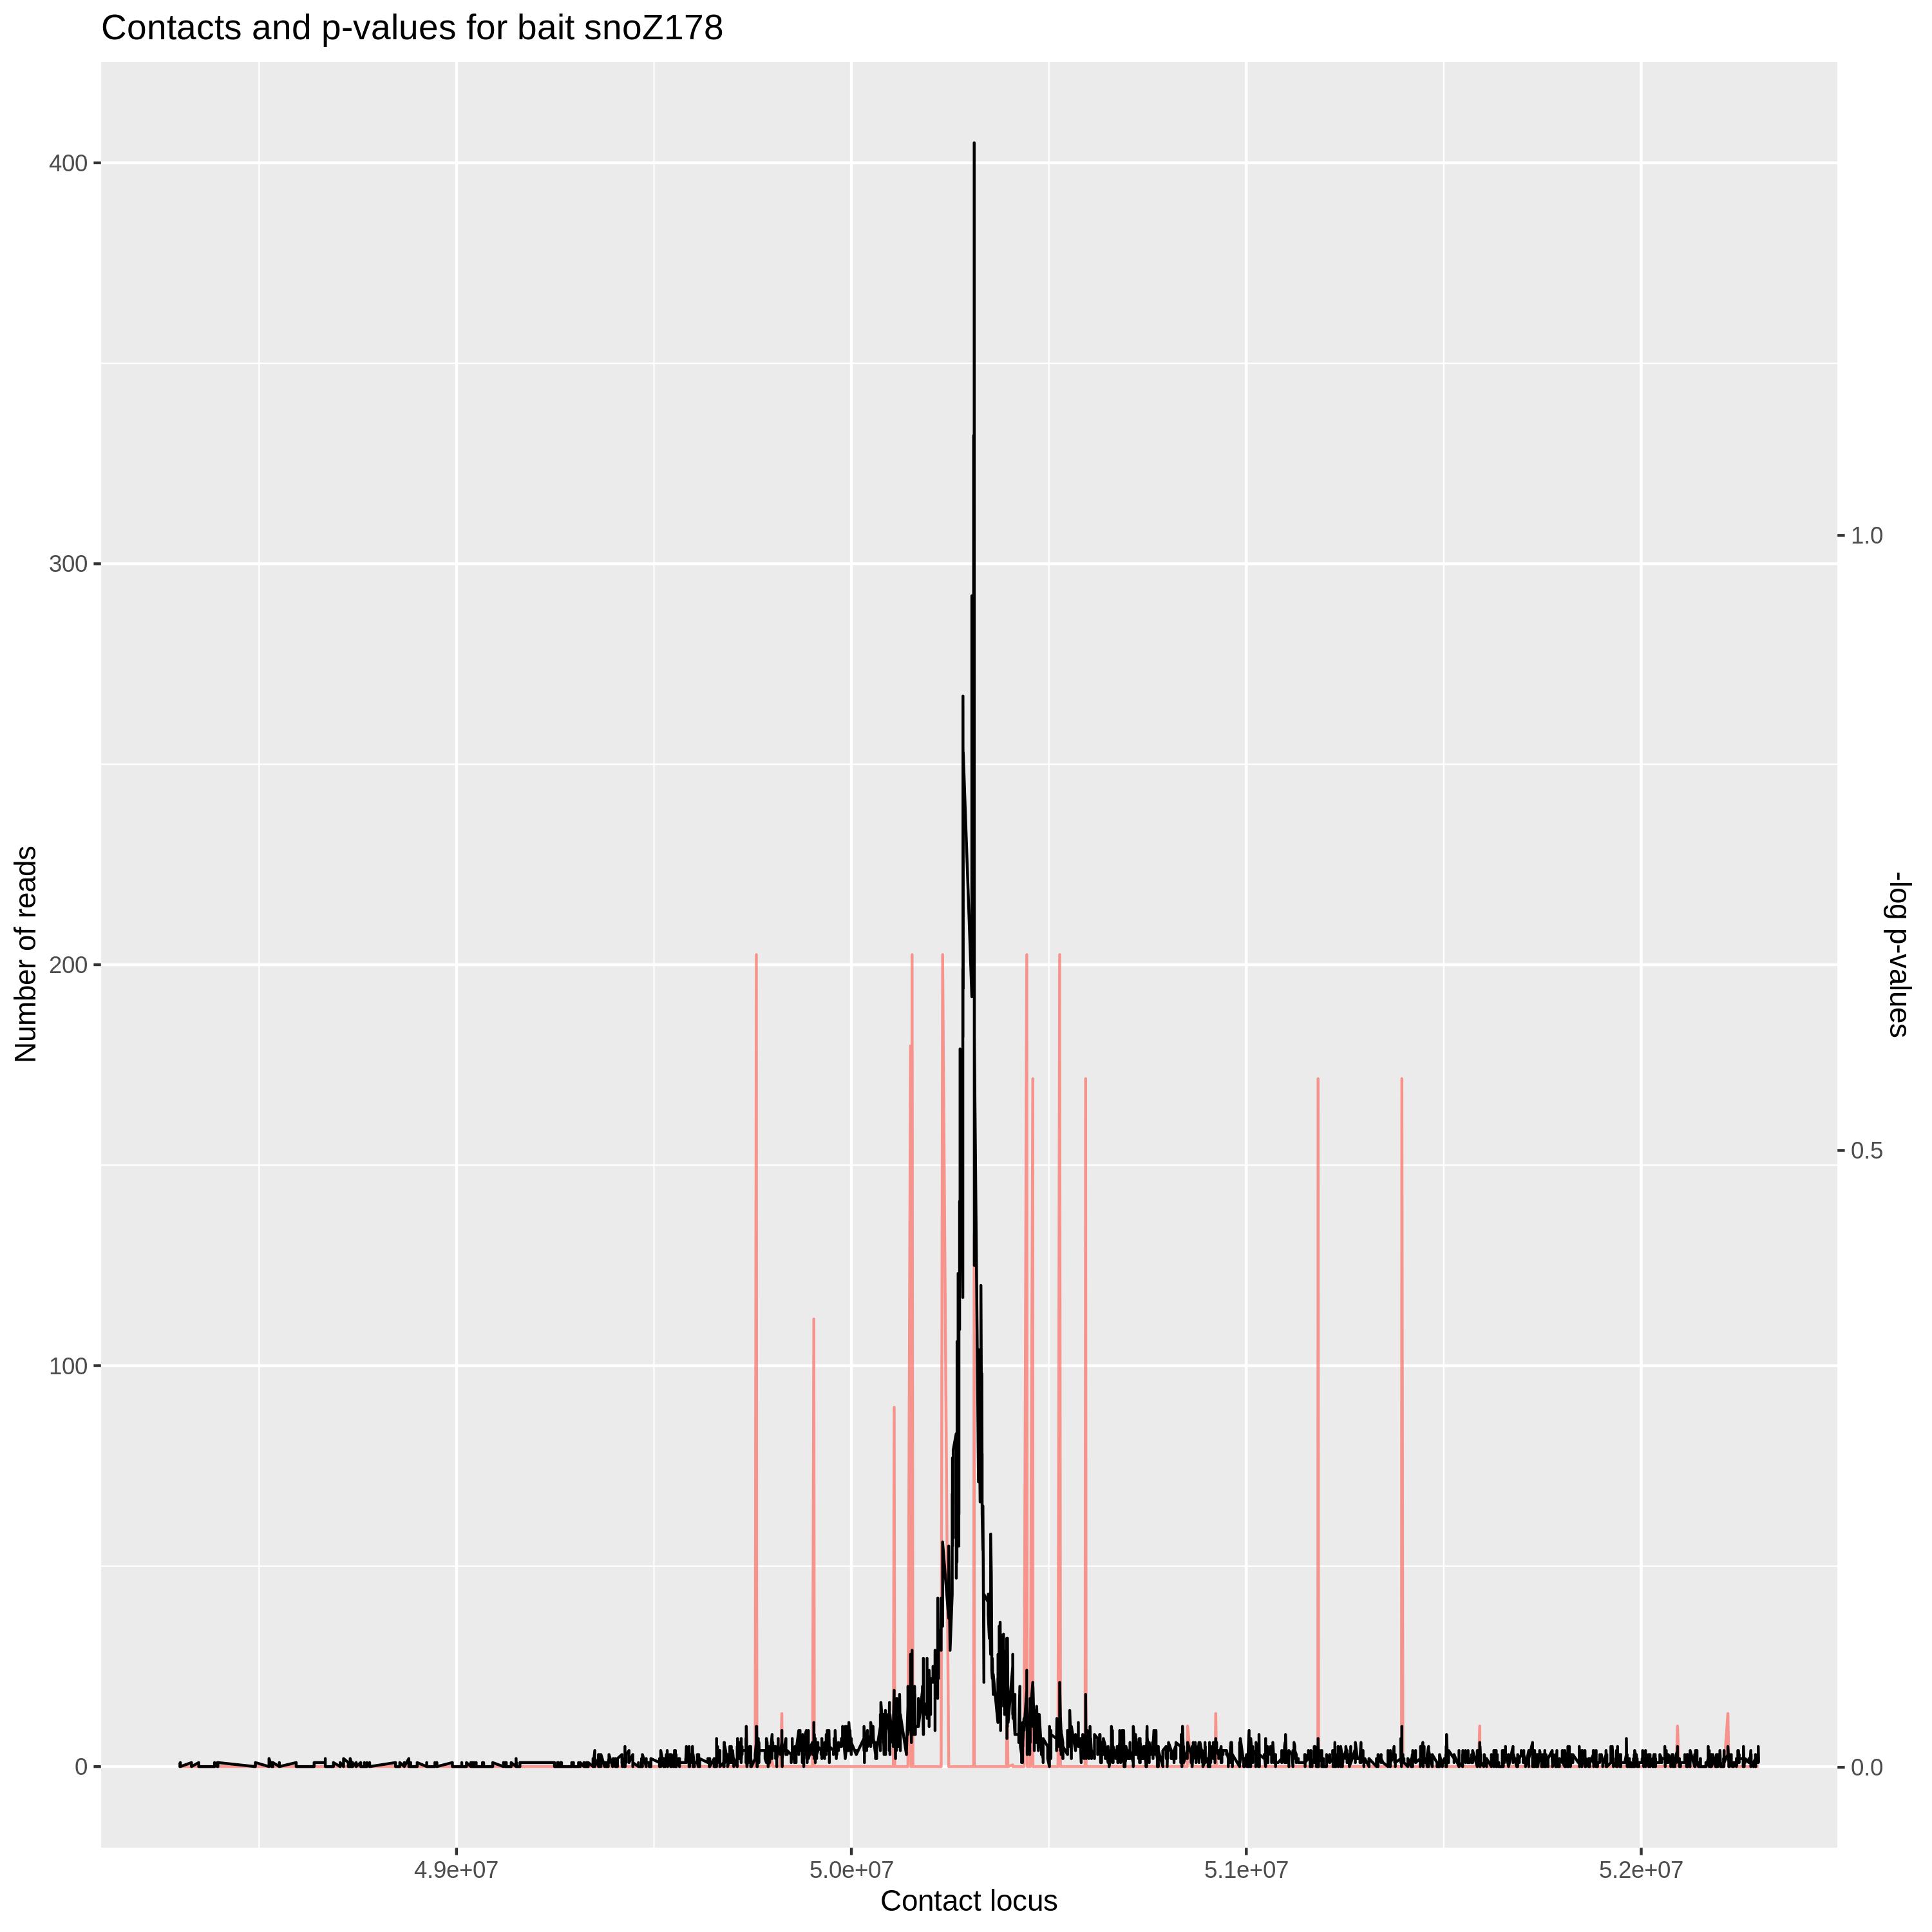 Contacts and p-values for bait snoZ178
400
300
200
100
0
Number of reads
1.0
0.5
0.0
-log p-values
4.9e+07 5.0e+07 5.1e+07 5.2e+07
Contact locus